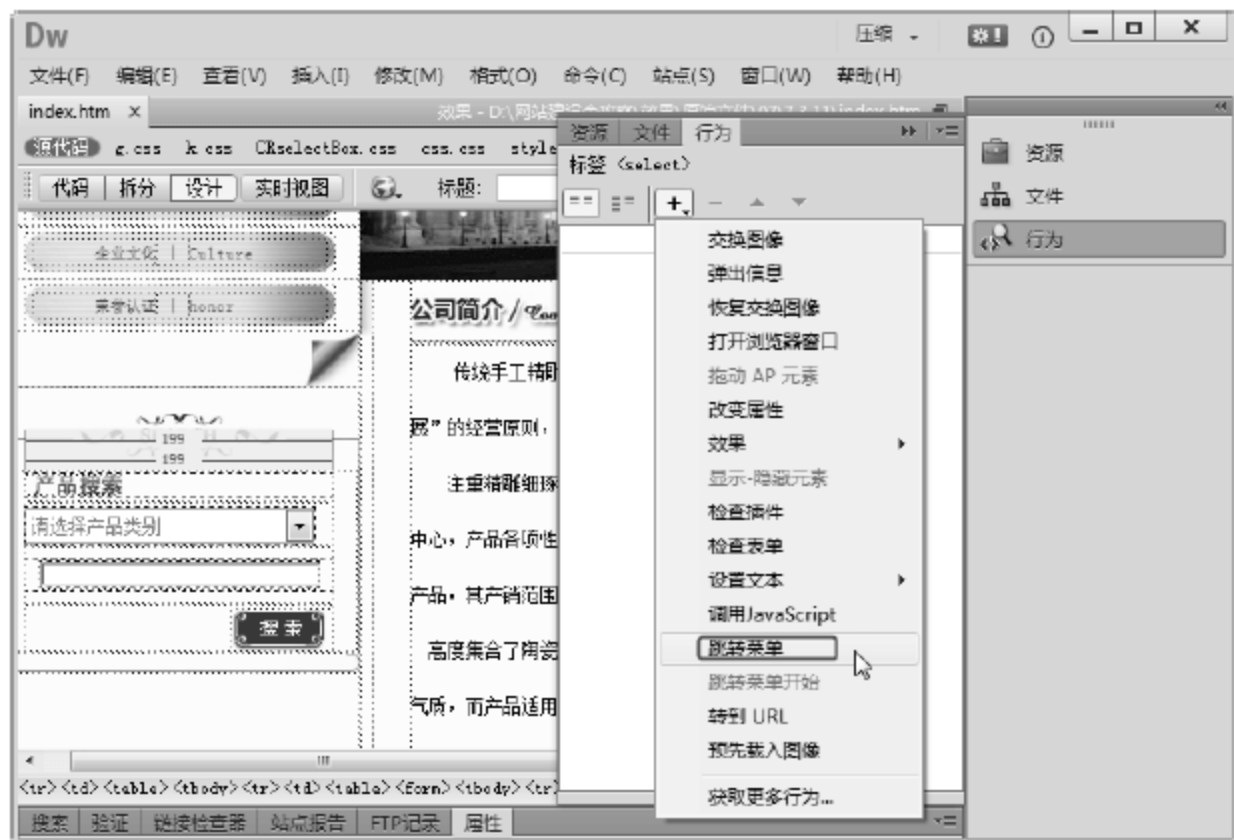 Dw
压缩
文件(F) 编辑(E) 查看(V) 插入(I) 修改(M) 格式(O) 命令(C) 站点(S) 窗口(W) 帮助(H)
index.htm ×
源代码 g.css k.css CRselectBox.css css.css style
代码 拆分 设计 实时视图 标题:
企业文化 | Culture
荣誉认证 | honor
199
199
产品搜索
请选择产品类别
搜索
公司简介 /
传统手工精雕
展”的经营原则,
注重精雕细琢
中心,产品各项性
产品,其产销范围
高度集合了陶瓷
气质,而产品适用
<tr><td><table><tbody><tr><td><table><form><tbody><tr>
搜索 验证 链接检查器 站点报告 FTP记录 属性
资源 文件 行为
标签 <select>
交换图像
弹出信息
恢复交换图像
打开浏览器窗口
拖动 AP 元素
改变属性
效果
显示-隐藏元素
检查插件
检查表单
设置文本
调用JavaScript
跳转菜单
跳转菜单开始
转到 URL
预先载入图像
获取更多行为...
资源
文件
行为